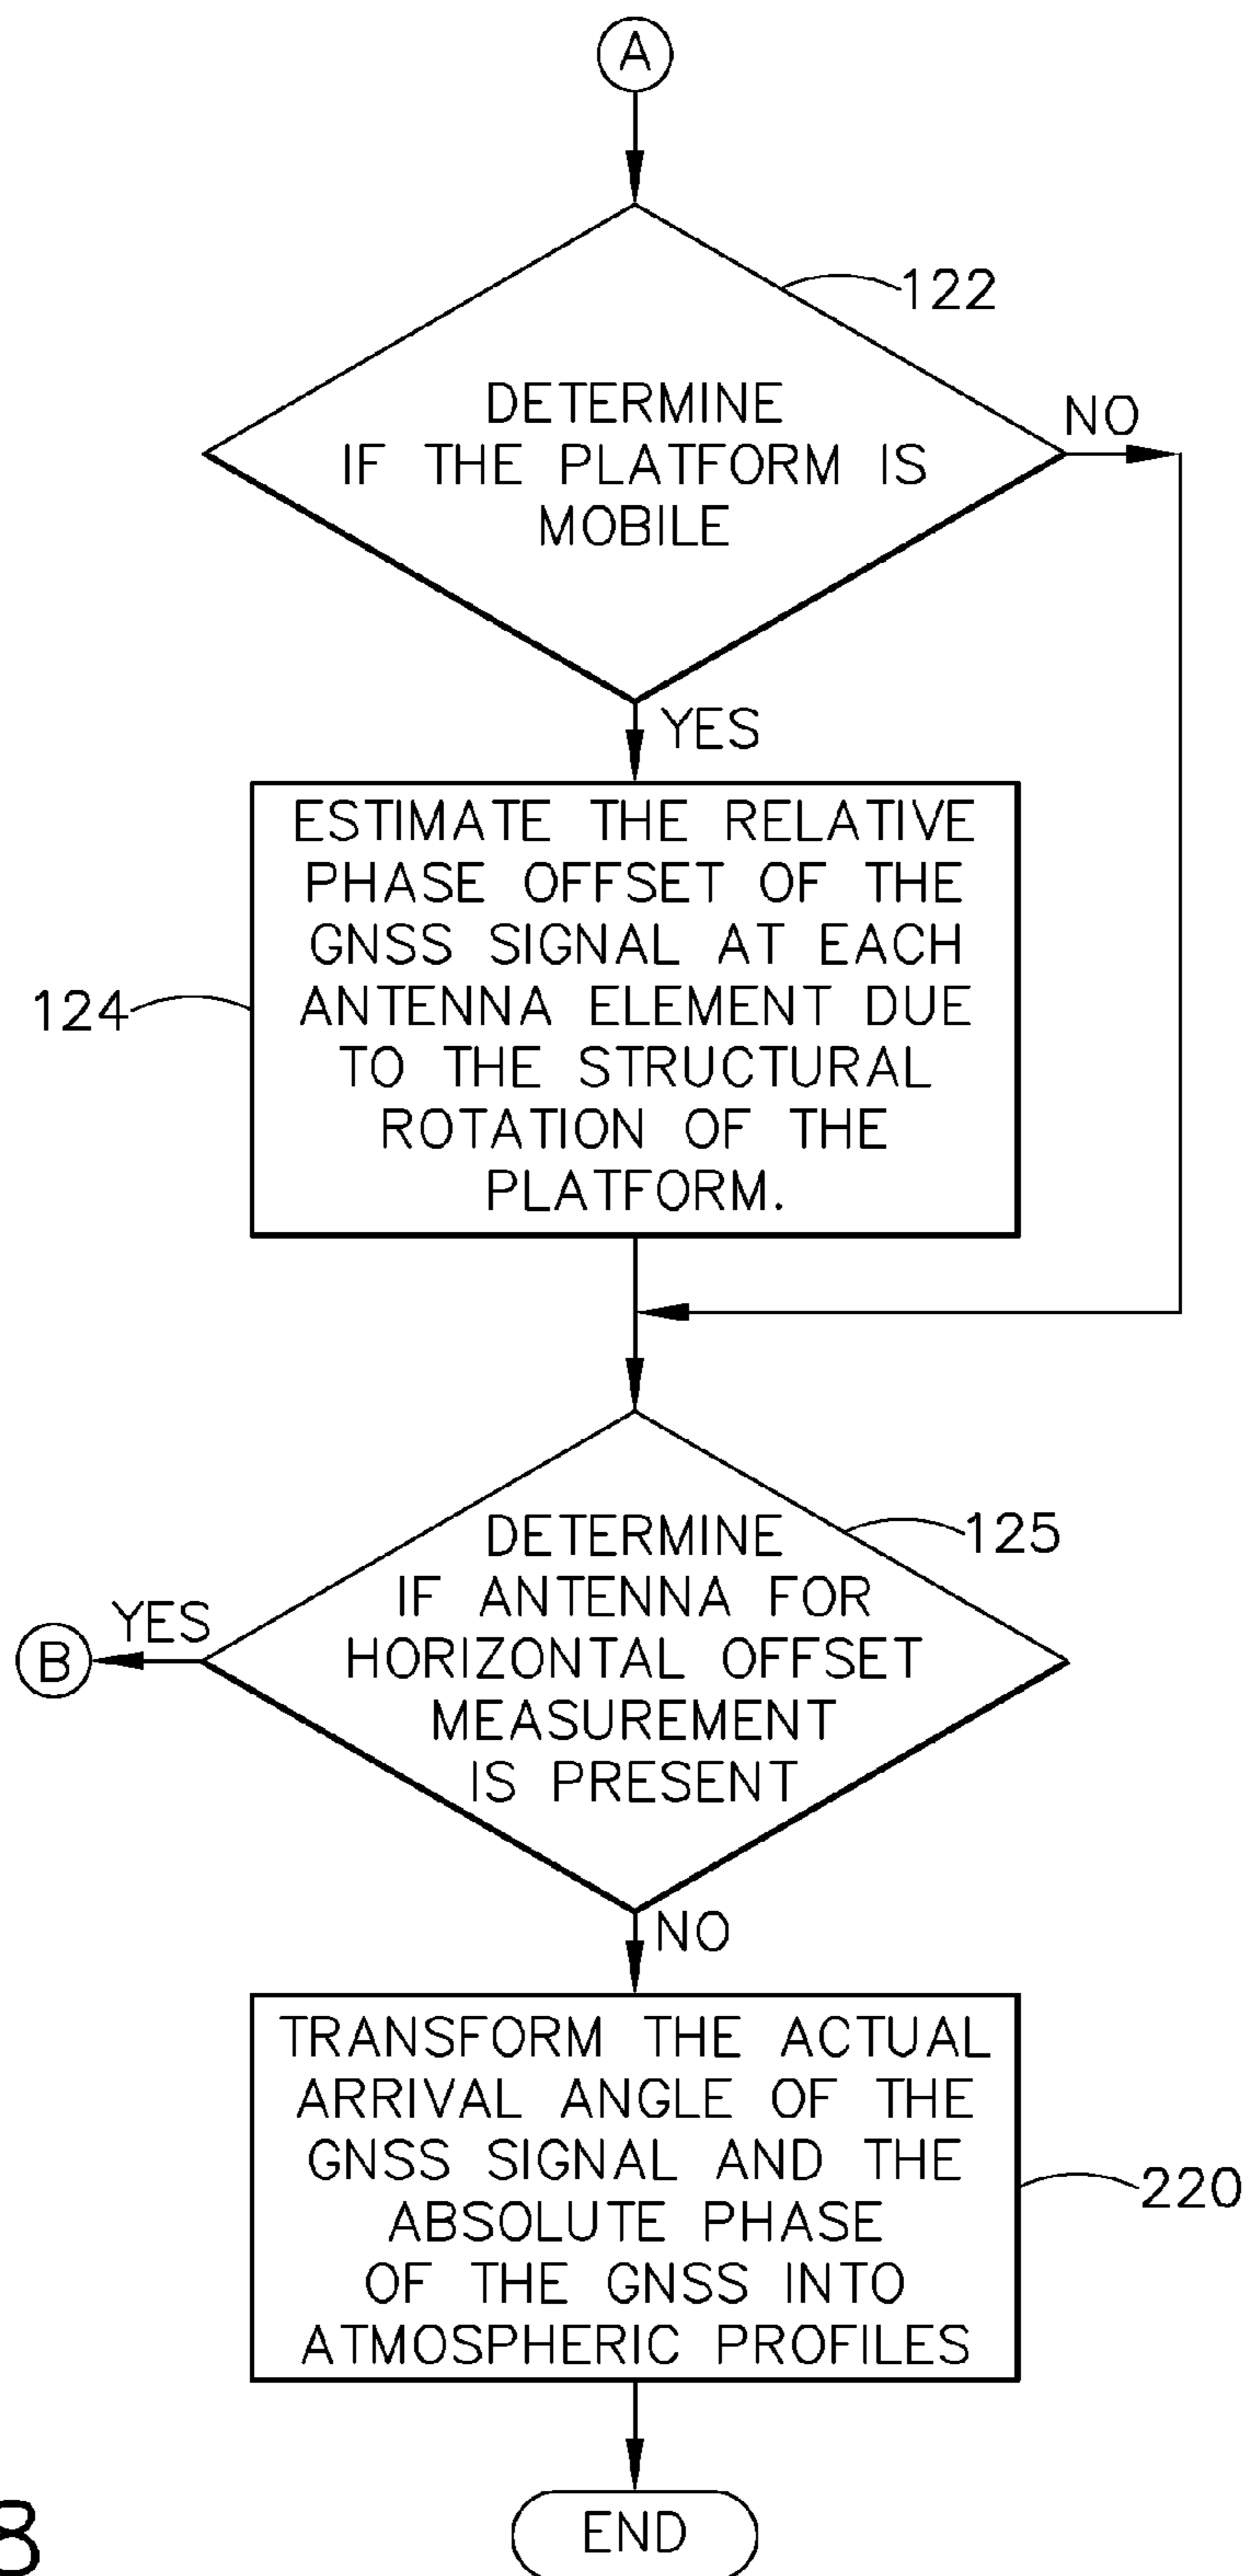 A
122
DETERMINE
IF THE PLATFORM IS
MOBILE
NO
YES
ESTIMATE THE RELATIVE
PHASE OFFSET OF THE
GNSS SIGNAL AT EACH
ANTENNA ELEMENT DUE
TO THE STRUCTURAL
ROTATION OF THE
PLATFORM.
124
DETERMINE
IF ANTENNA FOR
HORIZONTAL OFFSET
MEASUREMENT
IS PRESENT
125
YES
B
NO
TRANSFORM THE ACTUAL
ARRIVAL ANGLE OF THE
GNSS SIGNAL AND THE
ABSOLUTE PHASE
OF THE GNSS INTO
ATMOSPHERIC PROFILES
220
END
8